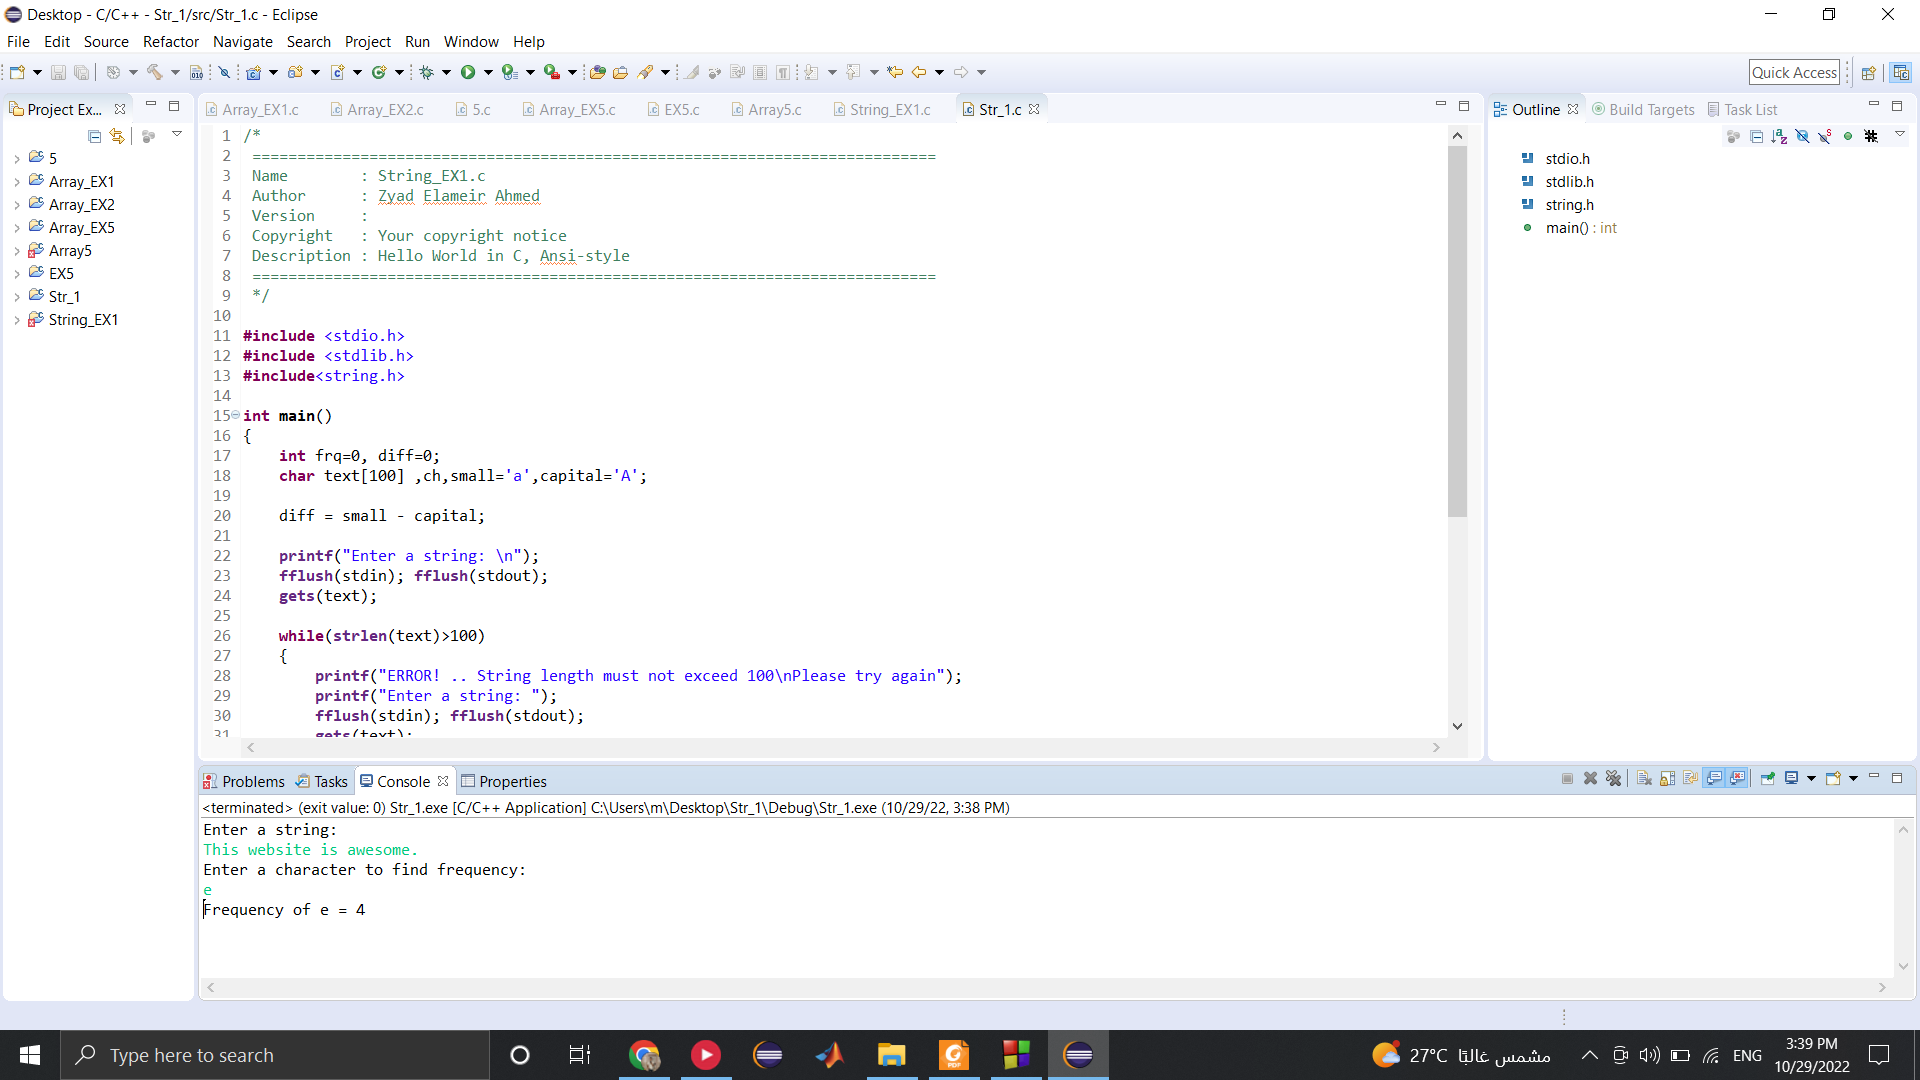 Desktop - C/C++ - Str_1/src/Str_1.c - Eclipse
File Edit Source Refactor Navigate Search Project Run Window Help
Quick Access
Project Ex...
5
Array_EX1
Array_EX2
Array_EX5
Array5
EX5
Str_1
String_EX1
Array_EX1.c Array_EX2.c 5.c Array_EX5.c EX5.c Array5.c String_EX1.c Str_1.c
1 /*
2 ============================================================================
3 Name : String_EX1.c
4 Author : Zyad Elameir Ahmed
5 Version :
6 Copyright : Your copyright notice
7 Description : Hello World in C, Ansi-style
8 ============================================================================
9 */
10
11 #include <stdio.h>
12 #include <stdlib.h>
13 #include<string.h>
14
15 int main()
16 {
17 int frq=0, diff=0;
18 char text[100] ,ch,small='a',capital='A';
19
20 diff = small - capital;
21
22 printf("Enter a string: \n");
23 fflush(stdin); fflush(stdout);
24 gets(text);
25
26 while(strlen(text)>100)
27 {
28 printf("ERROR! .. String length must not exceed 100\nPlease try again");
29 printf("Enter a string: ");
30 fflush(stdin); fflush(stdout);
31 gets(text);
Outline Build Targets Task List
stdio.h
stdlib.h
string.h
main() : int
Problems Tasks Console Properties
<terminated> (exit value: 0) Str_1.exe [C/C++ Application] C:\Users\m\Desktop\Str_1\Debug\Str_1.exe (10/29/22, 3:38 PM)
Enter a string:
This website is awesome.
Enter a character to find frequency:
e
Frequency of e = 4
Type here to search
27°C مشمس غالبًا
ENG
3:39 PM
10/29/2022